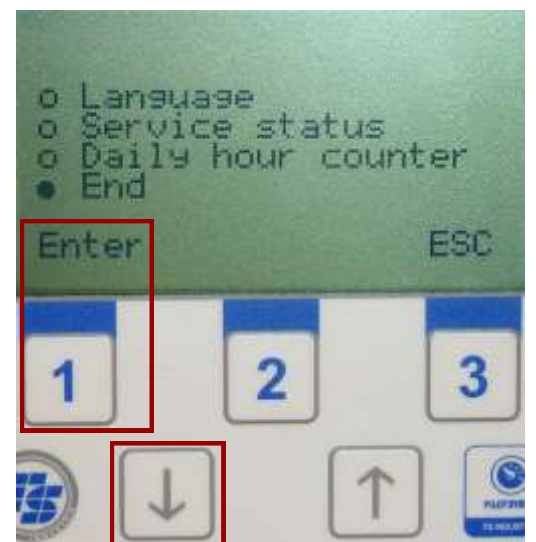 o Language
o Service status
o Daily hour counter
● End
Enter ESC
1 2 3
↓ ↑